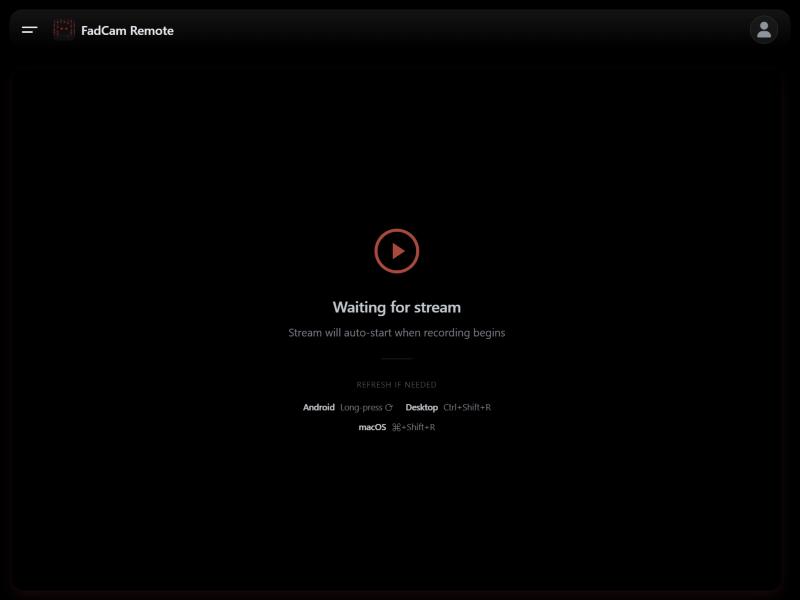 FadCam Remote
Waiting for stream
Stream will auto-start when recording begins
REFRESH IF NEEDED
Android Long-press ⟳ Desktop Ctrl+Shift+R
macOS ⌘+Shift+R